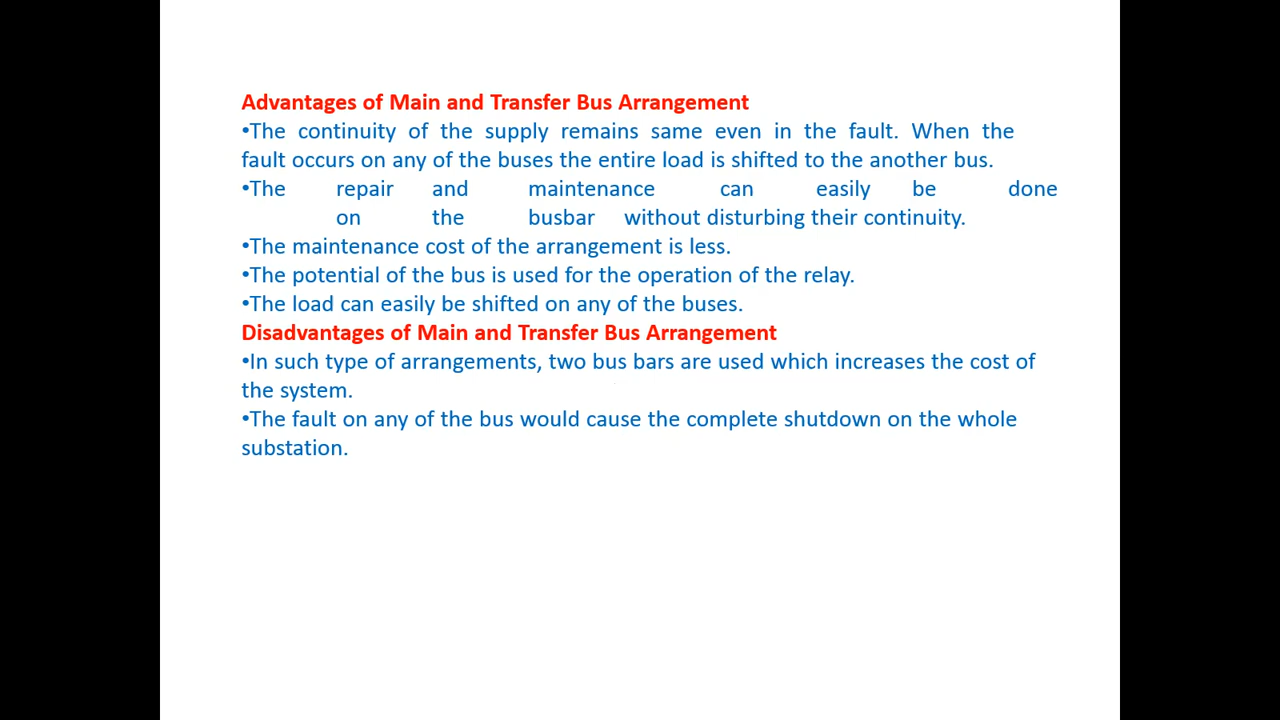 Advantages of Main and Transfer Bus Arrangement
•The continuity of the supply remains same even in the fault. When the
fault occurs on any of the buses the entire load is shifted to the another bus.
•The repair and maintenance can easily be done
on the busbar without disturbing their continuity.
•The maintenance cost of the arrangement is less.
•The potential of the bus is used for the operation of the relay.
•The load can easily be shifted on any of the buses.
Disadvantages of Main and Transfer Bus Arrangement
•In such type of arrangements, two bus bars are used which increases the cost of
the system.
•The fault on any of the bus would cause the complete shutdown on the whole
substation.